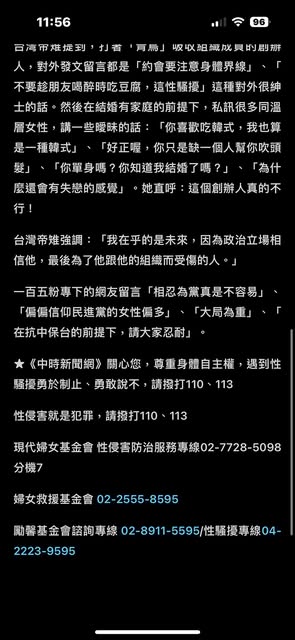 11:56
96
台灣帝雉提到，打著「青鳥」吸收組織成員的創辦
人，對外發文留言都是「約會要注意身體界線」、「
不要趁朋友喝醉時吃豆腐，這性騷擾」這種對外很紳
士的話。然後在結婚有家庭的前提下，私訊很多同溫
層女性，講一些曖昧的話：「你喜歡吃韓式，我也算
是一種韓式」、「好正喔，你只是缺一個人幫你吹頭
髮」、「你單身嗎？你知道我結婚了嗎？」、「為什
麼還會有失戀的感覺」。她直呼：這個創辦人真的不
行！
台灣帝雉強調：「我在乎的是未來，因為政治立場相
信他，最後為了他跟他的組織而受傷的人。」
一百五粉專下的網友留言「相忍為黨真是不容易」、
「偏偏信仰民進黨的女性偏多」、「大局為重」、「
在抗中保台的前提下，請大家忍耐」。
★《中時新聞網》關心您，尊重身體自主權，遇到性
騷擾勇於制止、勇敢說不，請撥打110、113
性侵害就是犯罪，請撥打110、113
現代婦女基金會 性侵害防治服務專線02-7728-5098
分機7
婦女救援基金會 02-2555-8595
勵馨基金會諮詢專線 02-8911-5595/性騷擾專線04-
2223-9595